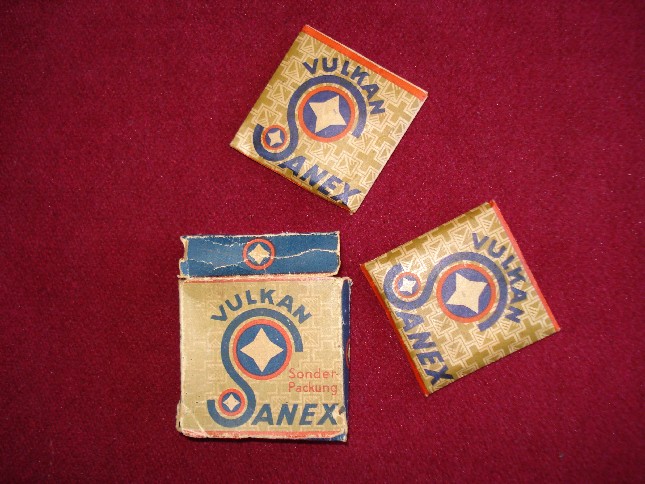 VULKAN
SANEX
VULKAN
SANEX
VULKAN
Sonder-
Packung
SANEX